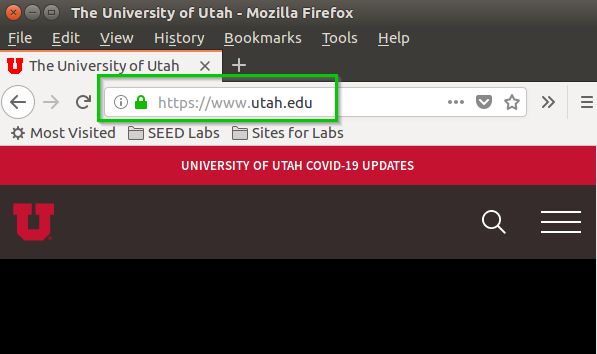 The University of Utah - Mozilla Firefox
File Edit View History Bookmarks Tools Help
The University of Utah
https://www.utah.edu
Most Visited SEED Labs Sites for Labs
UNIVERSITY OF UTAH COVID-19 UPDATES
U